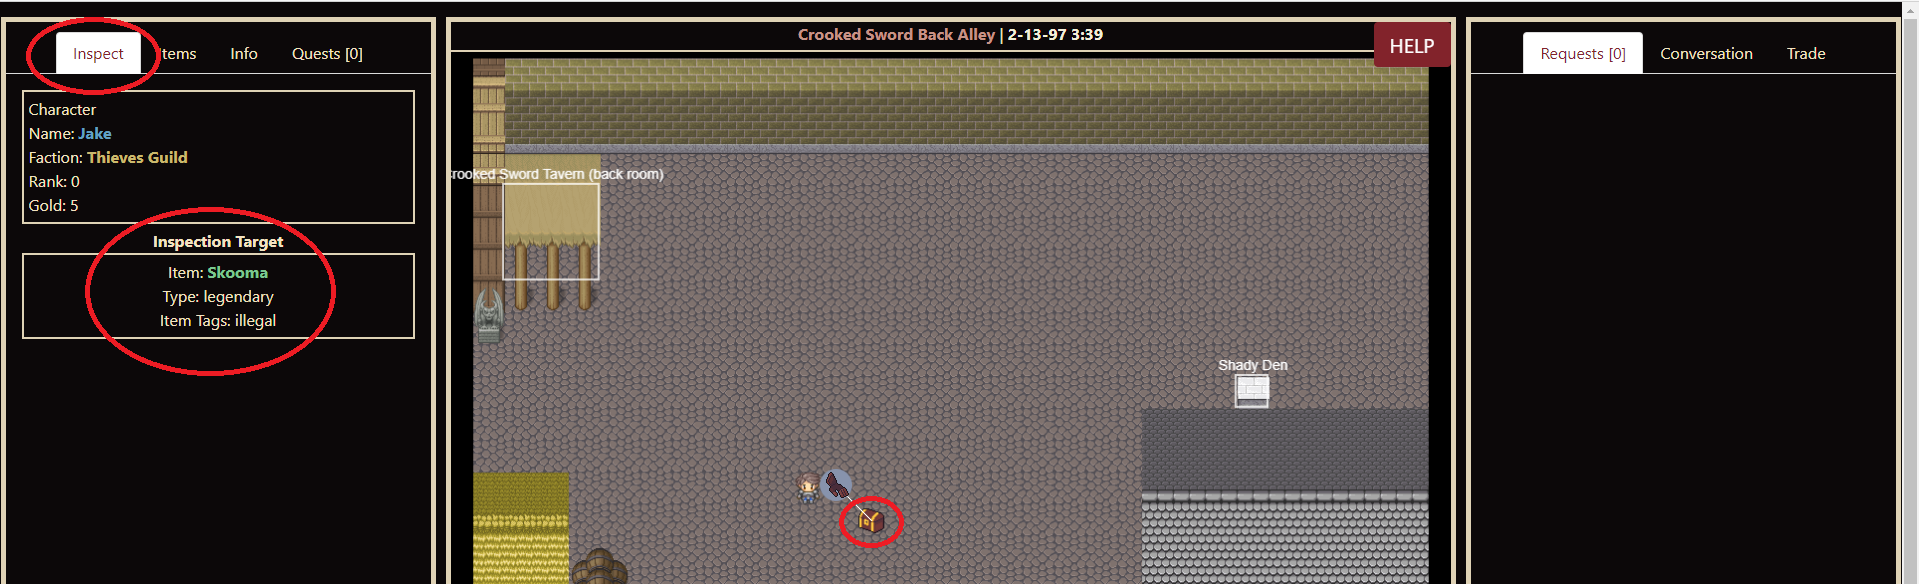 Inspect
Items
Info
Quests [0]
Character
Name: Jake
Faction: Thieves Guild
Rank: 0
Gold: 5
Inspection Target
Item: Skooma
Type: legendary
Item Tags: illegal
Crooked Sword Back Alley | 2-13-97 3:39
HELP
Crooked Sword Tavern (back room)
Shady Den
Requests [0]
Conversation
Trade